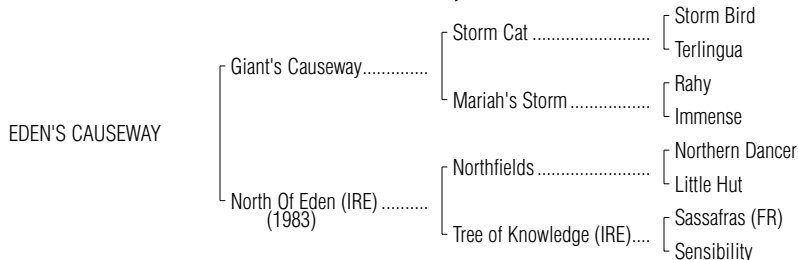 Storm Bird
Storm Cat ..........................
Terlingua
Giant's Causeway...............
Rahy
Mariah's Storm ..................
Immense
EDEN'S CAUSEWAY
Northern Dancer
Northfields .........................
Little Hut
North Of Eden (IRE) ..........
(1983)
Sassafras (FR)
Tree of Knowledge (IRE)....
Sensibility